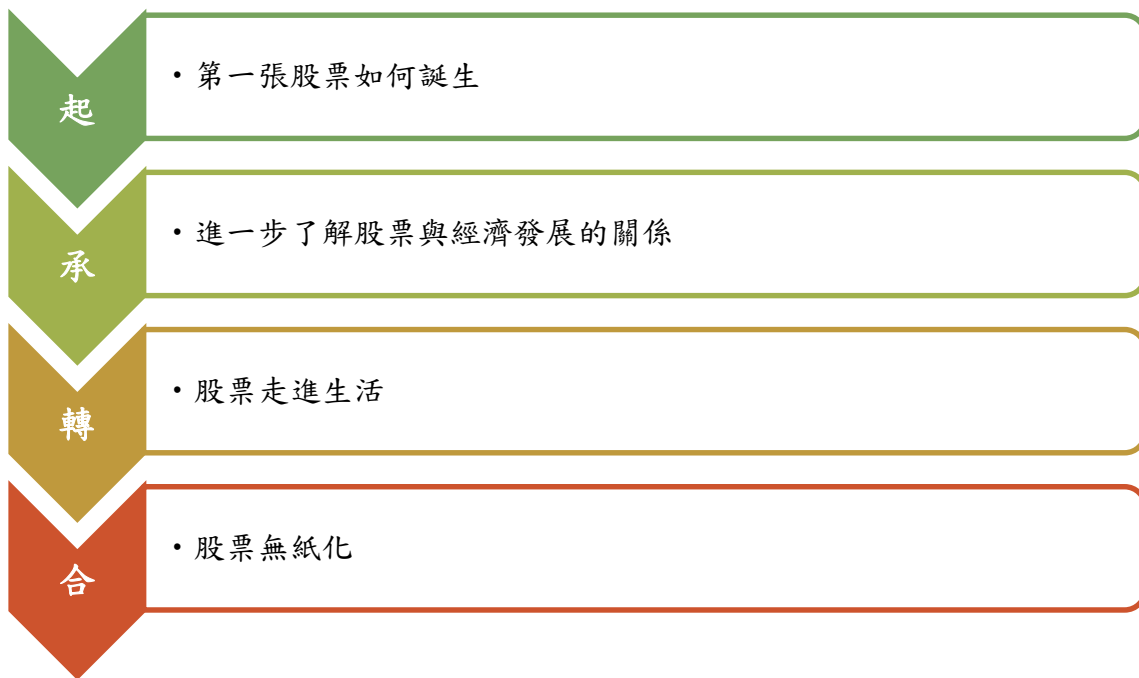 起
・第一張股票如何誕生
承
・進一步了解股票與經濟發展的關係
轉
・股票走進生活
合
・股票無紙化